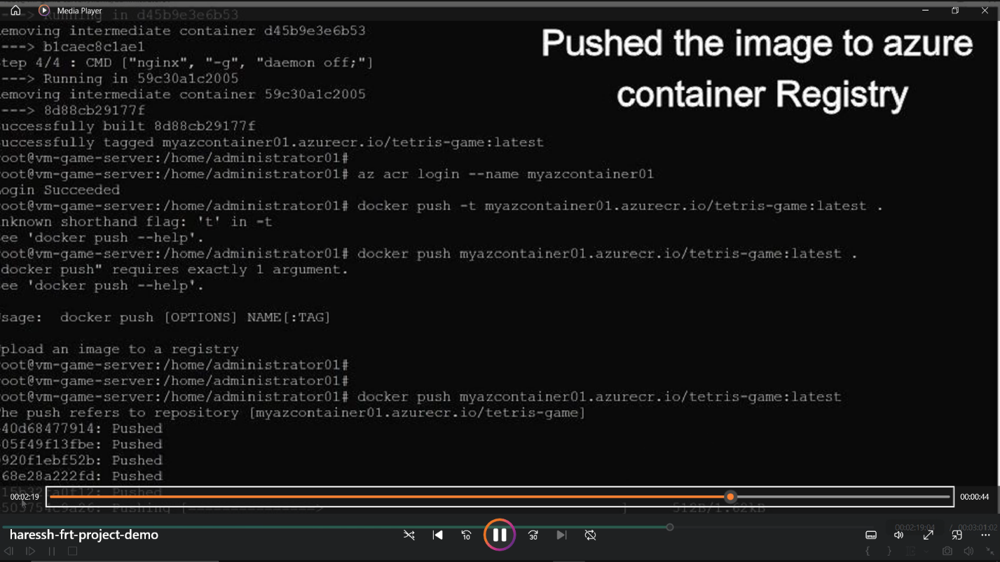 Media Player
---> Running in d45b9e3e6b53
emoving intermediate container d45b9e3e6b53
---> b1caec8c1ae1
tep 4/4 : CMD ["nginx", "-g", "daemon off;"]
---> Running in 59c30a1c2005
emoving intermediate container 59c30a1c2005
---> 8d88cb29177f
uccessfully built 8d88cb29177f
uccessfully tagged myazcontainer01.azurecr.io/tetris-game:latest
oot@vm-game-server:/home/administrator01#
oot@vm-game-server:/home/administrator01# az acr login --name myazcontainer01
ogin Succeeded
oot@vm-game-server:/home/administrator01# docker push -t myazcontainer01.azurecr.io/tetris-game:latest .
nknown shorthand flag: 't' in -t
ee 'docker push --help'.
oot@vm-game-server:/home/administrator01# docker push myazcontainer01.azurecr.io/tetris-game:latest .
docker push" requires exactly 1 argument.
ee 'docker push --help'.
sage:  docker push [OPTIONS] NAME[:TAG]
pload an image to a registry
oot@vm-game-server:/home/administrator01#
oot@vm-game-server:/home/administrator01#
oot@vm-game-server:/home/administrator01# docker push myazcontainer01.azurecr.io/tetris-game:latest
he push refers to repository [myazcontainer01.azurecr.io/tetris-game]
40d68477914: Pushed
05f49f13fbe: Pushed
920f1ebf52b: Pushed
68e28a222fd: Pushed
Pushed
503754c9a26: Pushing [==================> ] 512B/1.62kB
Pushed the image to azure
container Registry
00:02:19
00:00:44
haressh-frt-project-demo
10
30
00:02:19:04 / 00:03:01:02